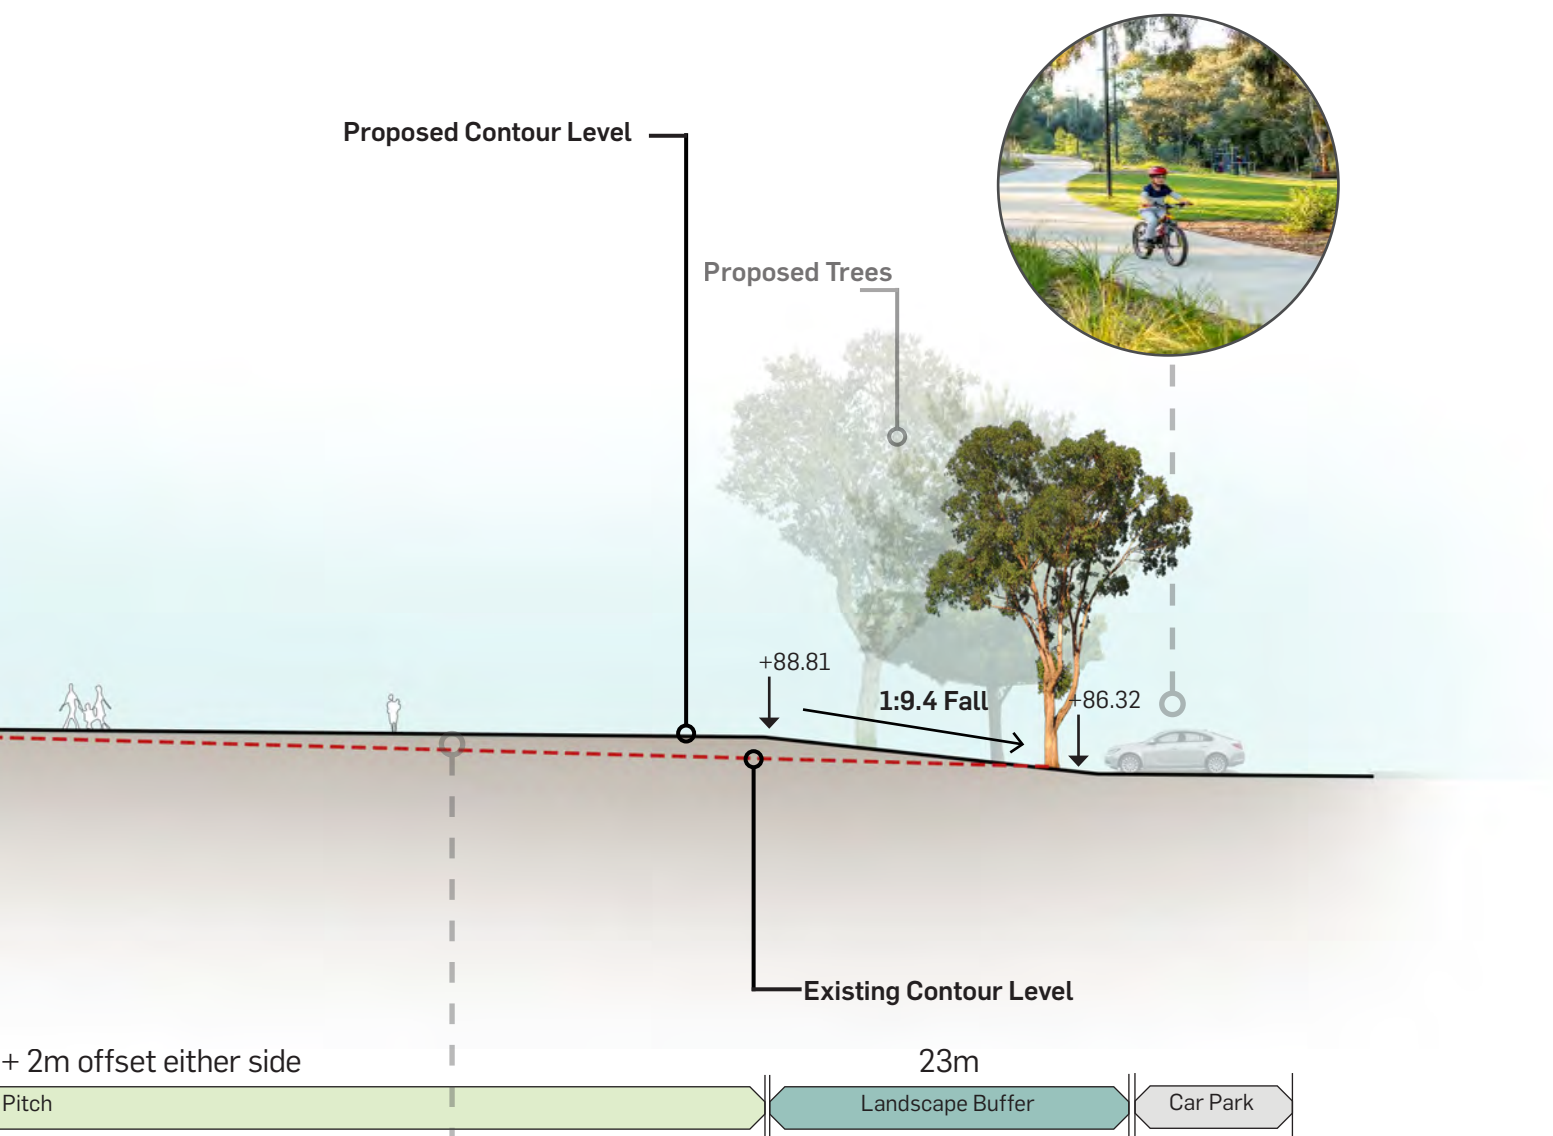 Proposed Contour Level
Proposed Trees
+88.81
1:9.4 Fall
+86.32
Existing Contour Level
+ 2m offset either side
23m
Pitch
Landscape Buffer
Car Park